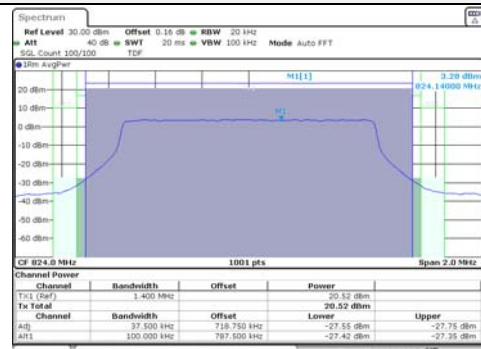 Spectrum
Ref Level 30.00 dBm Offset 0.16 dB RBW 20 kHz
Att 40 dB SWT 20 ms VBW 100 kHz Mode Auto FFT
SGL Count 100/100 TDF
1Rm AvgPwr
M1[1] 3.28 dBm
824.14000 MHz
20 dBm
10 dBm
M1
0 dBm
-10 dBm
-20 dBm
-30 dBm
-40 dBm
-50 dBm
-60 dBm
CF 824.0 MHz 1001 pts Span 2.0 MHz
Channel Power
Channel Bandwidth Offset Power
TX1 (Ref) 1.400 MHz 20.52 dBm
Tx Total 20.52 dBm
Channel Bandwidth Offset Lower Upper
Adj 37.500 kHz 718.750 kHz -27.55 dBm -27.75 dBm
Alt1 100.000 kHz 787.500 kHz -27.42 dBm -27.35 dBm